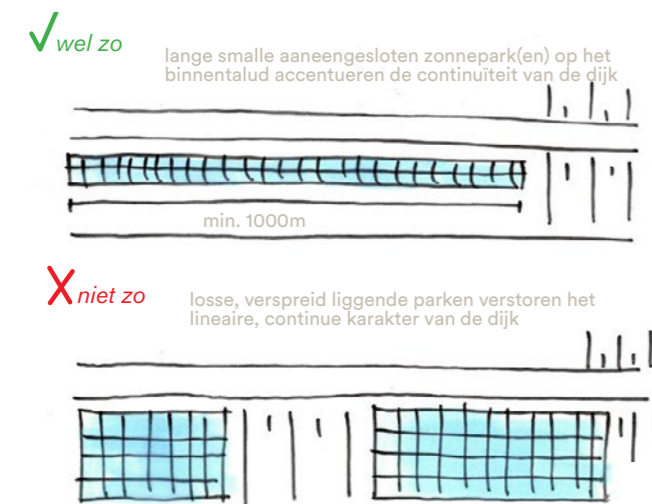 wel zo
lange smalle aaneengesloten zonnepark(en) op het
binnentalud accentueren de continuïteit van de dijk
min. 1000m
niet zo
losse, verspreid liggende parken verstoren het
lineaire, continue karakter van de dijk